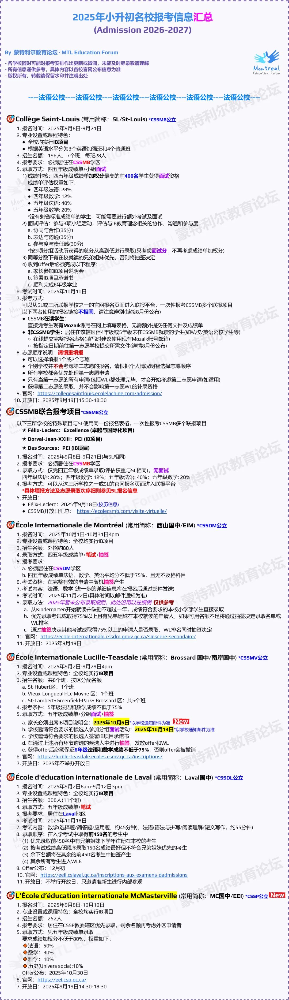 2025年小升初名校报考信息汇总
(Admission 2026-2027)
By 蒙特利尔教育论坛 · MTL Education Forum
- 各学校随时可能对报考安排作出更新或微调，未能及时尽录敬请理解
- 所有信息谨供参考，具体内容以各校官网公布信息为准
- 版权所有，转载请保留水印并注明出处
Montreal
Education Forum
----法语公校----法语公校----法语公校----法语公校----法语公校----法语公校----
Collège Saint-Louis (常用简称：SL/St-Louis) *CSSMB公立
1. 报名时间：2025年9月8日-9月21日
2. 专业设置或课程特色：
● 全校均实行IB项目
● 根据英语水平分为3个英语加强班和4个普通班
3. 招生名额：196人，7个班，每班28人
4. 报考要求：必须居住在CSSMB学区
5. 录取方式：四五年级成绩单+小组面试
1) 成绩审核：四五年级成绩单加权分最高的前400名学生获得面试资格
成绩单评估权重如下：
● 四年级法语: 28%
● 四年级数学: 12%
● 五年级法语: 40%
● 五年级数学: 20%
*没有魁省标准成绩单的学生，可能需要进行额外考试及面试
2) 面试评估：参与3项小组活动，评估与IB教育理念相关的协作、沟通和参与度
a. 协同与合作(35分)
b. 表达与沟通(35分)
c. 参与度与责任感(30分)
*按3项分组活动所获得的总分从高到低进行录取(只考虑面试分，不再考虑成绩单加权分)
3) 同等分数下有在校就读的兄弟姐妹优先，否则将抽签决定
4) 收到Offer后必须完成以下程序：
a. 家长参加IB项目说明会
b. 签署IB项目承诺书
c. 顺利完成6年级学业
6. 考试时间：2025年10月10日
7. 报考方式：
可以从SL或三所联报学校之一的官网报名页面进入联报平台，一次性报考CSSMB多个联报项目
以下两者使用的报名链接不相同，请注意辨别(链接8月份公布)
● CSSMB在读学生：
直接凭考生现有Mozaik账号在网上填写表格，无需额外提交任何文件及成绩单
● 非CSSMB学生：居住在该辖区但4年级或5年级未在CSSMB就读的学生(如私校/英语公校学生等)
○ 在线提交完整报名表格(填写时建议使用现有Mozaik账号邮箱)
○ 按指定日期前往第一志愿学校提交所需文件(详情8月份公布)
8. 志愿顺序说明：请慎重填报
● 可以选择填报1个或2个志愿
● 个别学校并不会考虑第二志愿的报名，请根据个人情况明智选择志愿顺序
● 所有学校都会优先处理第一志愿申请
● 只有当第一志愿的所有申请(包括WL)都处理完毕，才会开始考虑第二志愿申请(如适用)
● 获得第二志愿的录取，并不会影响第一志愿WL的补录资格
9. 官网：https://collegesaintlouis.ecolelachine.com/admission/
10. 开放日：2025年9月19日15:30-18:30
CSSMB联合报考项目*CSSMB公立
以下三所学校的特殊项目与SL使用同一份报名表格，一次性报考CSSMB多个联报项目
★ Félix-Leclerc：Excellence (卓越与国际化项目)
★ Dorval-Jean-XXIII：PEI (IB项目)
★ Des Sources：PEI (IB项目)
1. 报名时间：2025年9月8日-9月21日(与SL相同)
2. 报考要求：必须居住在CSSMB学区
3. 录取方式：仅凭四五年级成绩单录取(评估权重与SL相同)，无面试
四年级法语: 28%；四年级数学: 12%；五年级法语: 40%；五年级数学: 20%
4. 报考方式：可以从这三所学校之一或SL的官网报名页面进入联报平台
*具体填报方法及志愿录取次序细则参见SL报名信息
5. 开放日：
● Félix-Leclerc：2025年9月18日(校历信息)
● CSSMB开放日汇总： https://ecolecsmb.com/visite-virtuelle/
École Internationale de Montréal (常用简称：西山国中/EIM) *CSSDM公立
1. 报名时间： 2025年10月1日-10月31日4pm
2. 专业设置或课程特色：全校均实行IB项目
3. 招生名额：外招约80人
4. 录取方式：四五年级成绩单+笔试+抽签
5. 报考要求：
a. 必须居住在CSSDM学区
b. 四五年级成绩单法语、数学、英语平均分不低于75%，且无不及格科目
6. 考试资格：在完整有效的申请中随机抽签产生
7. 考试内容：法语、数学 (进一步的详细信息将在报名后通过邮件发送)
8. 考试时间： 2025年11月22日(具体时间以邮件通知为准)
9. 录取方法：2025年暂未公布录取细则，此处沿用以往惯例 仅供参考
a. 从Kindergarten开始就读并缺勤不超过一年，成绩符合要求的本校小学部学生直接录取
b. 优先录取考试成取得75%以上且有兄弟姐妹在本校就读的申请人，如果可用名额不足将通过抽签决定录取名单或
WL排名
c. 通过抽签决定其他考试成取得75%以上的申请人是否录取，WL排名同时抽签决定
10. 官网：https://ecole-internationale.cssdm.gouv.qc.ca/sinscrire-secondaire/
11. 开放日：2025年9月19日
École Internationale Lucille-Teasdale (常用简称：Brossard 国中/南岸国中) *CSSMV公立
1. 报名时间：2025年9月2日-9月29日4pm
2. 专业设置或课程特色：全校均实行IB项目
3. 招生名额：共8个班，按区分配名额
a. St-Hubert区：1个班
b. Vieux-Longueuil+Le Moyne 区：1个班
c. St-Lambert+Greenfield-Park+ Brossard 区：共6个班
4. 报考条件：5年级法语和数学成绩不低于75%
5. 录取方式：五年级成绩单+分组面试+抽签
a. 家长必须出席IB项目说明会：2025年10月6日*以学校通知邮件为准 New
b. 学校邀请符合要求的候选人参加分组面试活动：2025年10月14日*以学校通知邮件为准
c. 学校邀请符合要求的候选人签署IB项目承诺书
d. 在通过上述所有环节遴选的候选人中进行抽签，发放offer和WL
e. 获得offer后必须保证6年级法语和数学成绩不低于75%，否则offer会被撤销
6. 官网：https://lucille-teasdale.ecoles.csmv.qc.ca/inscriptions/
7. 开放日：2025年不举办开放日
École d'éducation internationale de Laval (常用简称：Laval国中) *CSSDL公立
1. 报名时间：2025年9月2日8am-9月12日3pm
2. 专业设置或课程特色：全校均实行IB项目
3. 招生名额：308人(11个班)
4. 录取方式：五年级成绩单+笔试
5. 报考要求：居住在Laval地区
6. 考试时间：2025年10月18日
7. 考试内容：数学(选择题/简答题/应用题，约45分钟)，法语(语法与拼写/阅读理解/短文写作，约55分钟)
8. 录取顺序：在入学考试中取得前450名的考生中
(1) 优先录取前450名中有兄弟姐妹下学年注册在本校的考生
(2) 按考试成绩高低顺序录取150名成绩最好但不符合兄弟姐妹优先的考生
(3) 余下名额将在其余的前450名考生中抽签产生
(4) 其余所有考生进入WL8
9. Offer公布：12月初
10. 官网：https://eeil.cslaval.qc.ca/inscriptions-aux-examens-dadmissions
11. 开放日：不举行开放日，只邀请准新生进行内部参观
L’École d’éducation internationale McMasterville (常用简称：MC国中/EEI) *CSSP公立 New
1. 报名时间：2025年9月8日-10月10日
2. 专业设置或课程特色：全校均实行IB项目
3. 招生名额：252人
4. 报考要求：居住在CSSP教委辖区优先录取，剩余名额再考虑外区申请者
5. 录取方式：凭五年级成绩单录取
要求成绩加权分不低于80%，权重如下：
◆法语：50%
◆数学：30%
◆科学：10%
◆历史(Univers socia):10%
Offer公布：2025年10月30日
6. 官网：https://eei.csp.qc.ca/
7. 开放日：2025年9月19日14:30-18:30